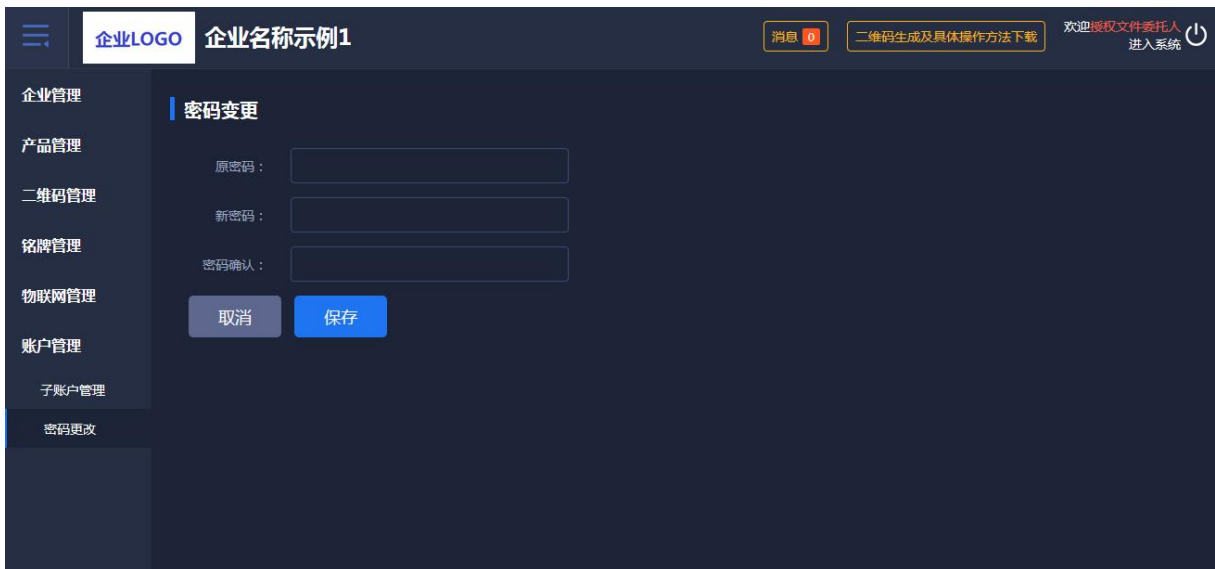 企业LOGO
企业名称示例1
消息 0
二维码生成及具体操作方法下载
欢迎授权文件委托人
进入系统
企业管理
产品管理
二维码管理
铭牌管理
物联网管理
账户管理
子账户管理
密码更改
密码变更
原密码：
新密码：
密码确认：
取消
保存